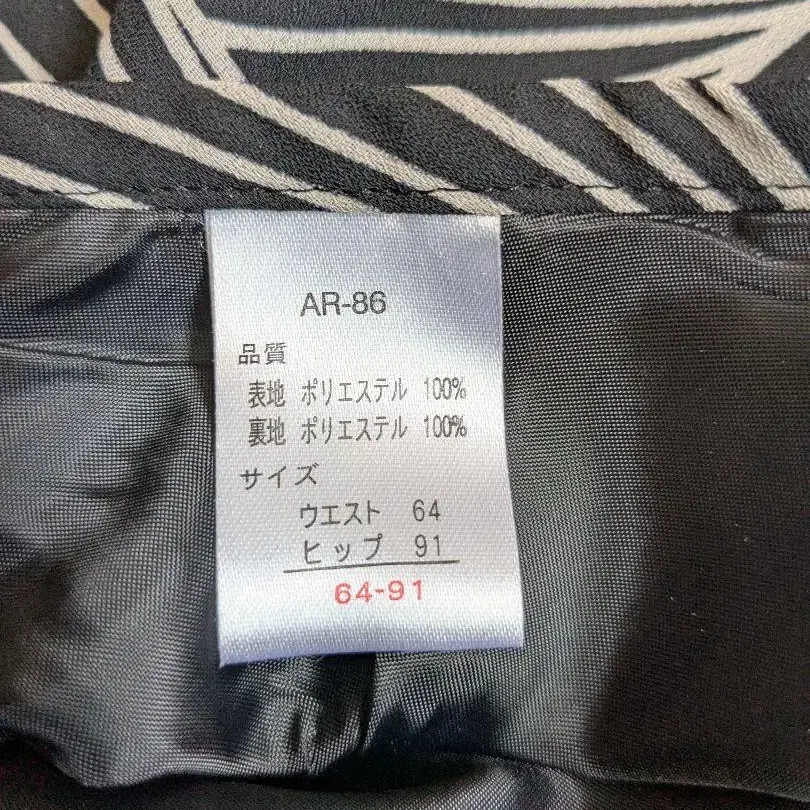 AR-86
品質
表地 ポリエステル 100%
裏地 ポリエステル 100%
サイズ
ウエスト 64
ヒップ 91
64-91